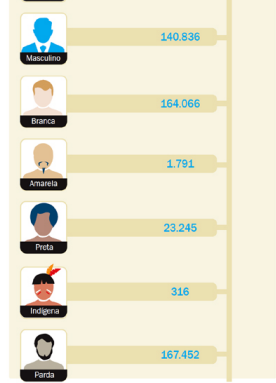 Masculino 140.836
Branca 164.066
Amarela 1.791
Preta 23.245
Indígena 316
Parda 167.452